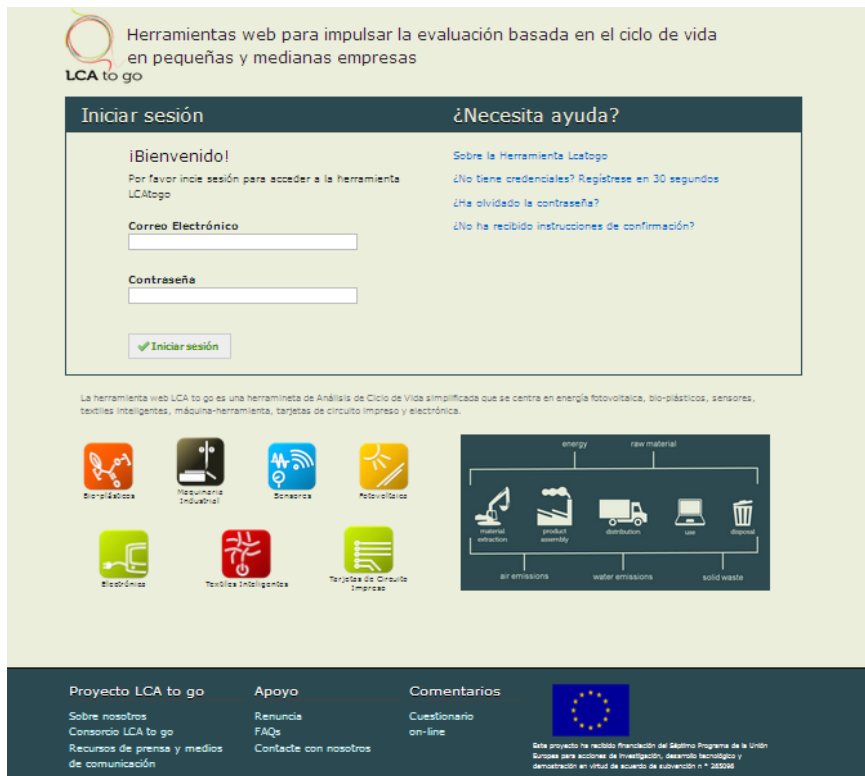 Herramientas web para impulsar la evaluación basada en el ciclo de vida
en pequeñas y medianas empresas
LCA to go
Iniciar sesión
¡Bienvenido!
Por favor incie sesión para acceder a la herramienta
LCAtogo
Correo Electrónico
Contraseña
Iniciar sesión
¿Necesita ayuda?
Sobre la Herramienta Lcatogo
¿No tiene credenciales? Regístrese en 30 segundos
¿Ha olvidado la contraseña?
¿No ha recibido instrucciones de confirmación?
La herramienta web LCA to go es una herramineta de Análisis de Ciclo de Vida simplificada que se centra en energía fotovoltaica, bio-plásticos, sensores,
textiles inteligentes, máquina-herramienta, tarjetas de circuito impreso y electrónica.
Bio-plásticos
Maquinaria
Industrial
Sensores
Fotovoltaica
Electrónica
Textiles Inteligentes
Tarjetas de Circuito
Impreso
energy
raw material
material
extraction
product
assembly
distribution
use
disposal
air emissions
water emissions
solid waste
Proyecto LCA to go
Sobre nosotros
Consorcio LCA to go
Recursos de prensa y medios
de comunicación
Apoyo
Renuncia
FAQs
Contacte con nosotros
Comentarios
Cuestionario
on-line
Este proyecto ha recibido financiación del Séptimo Programa de la Unión
Europea para acciones de investigación, desarrollo tecnológico y
demostración en virtud de acuerdo de subvención n º 265096